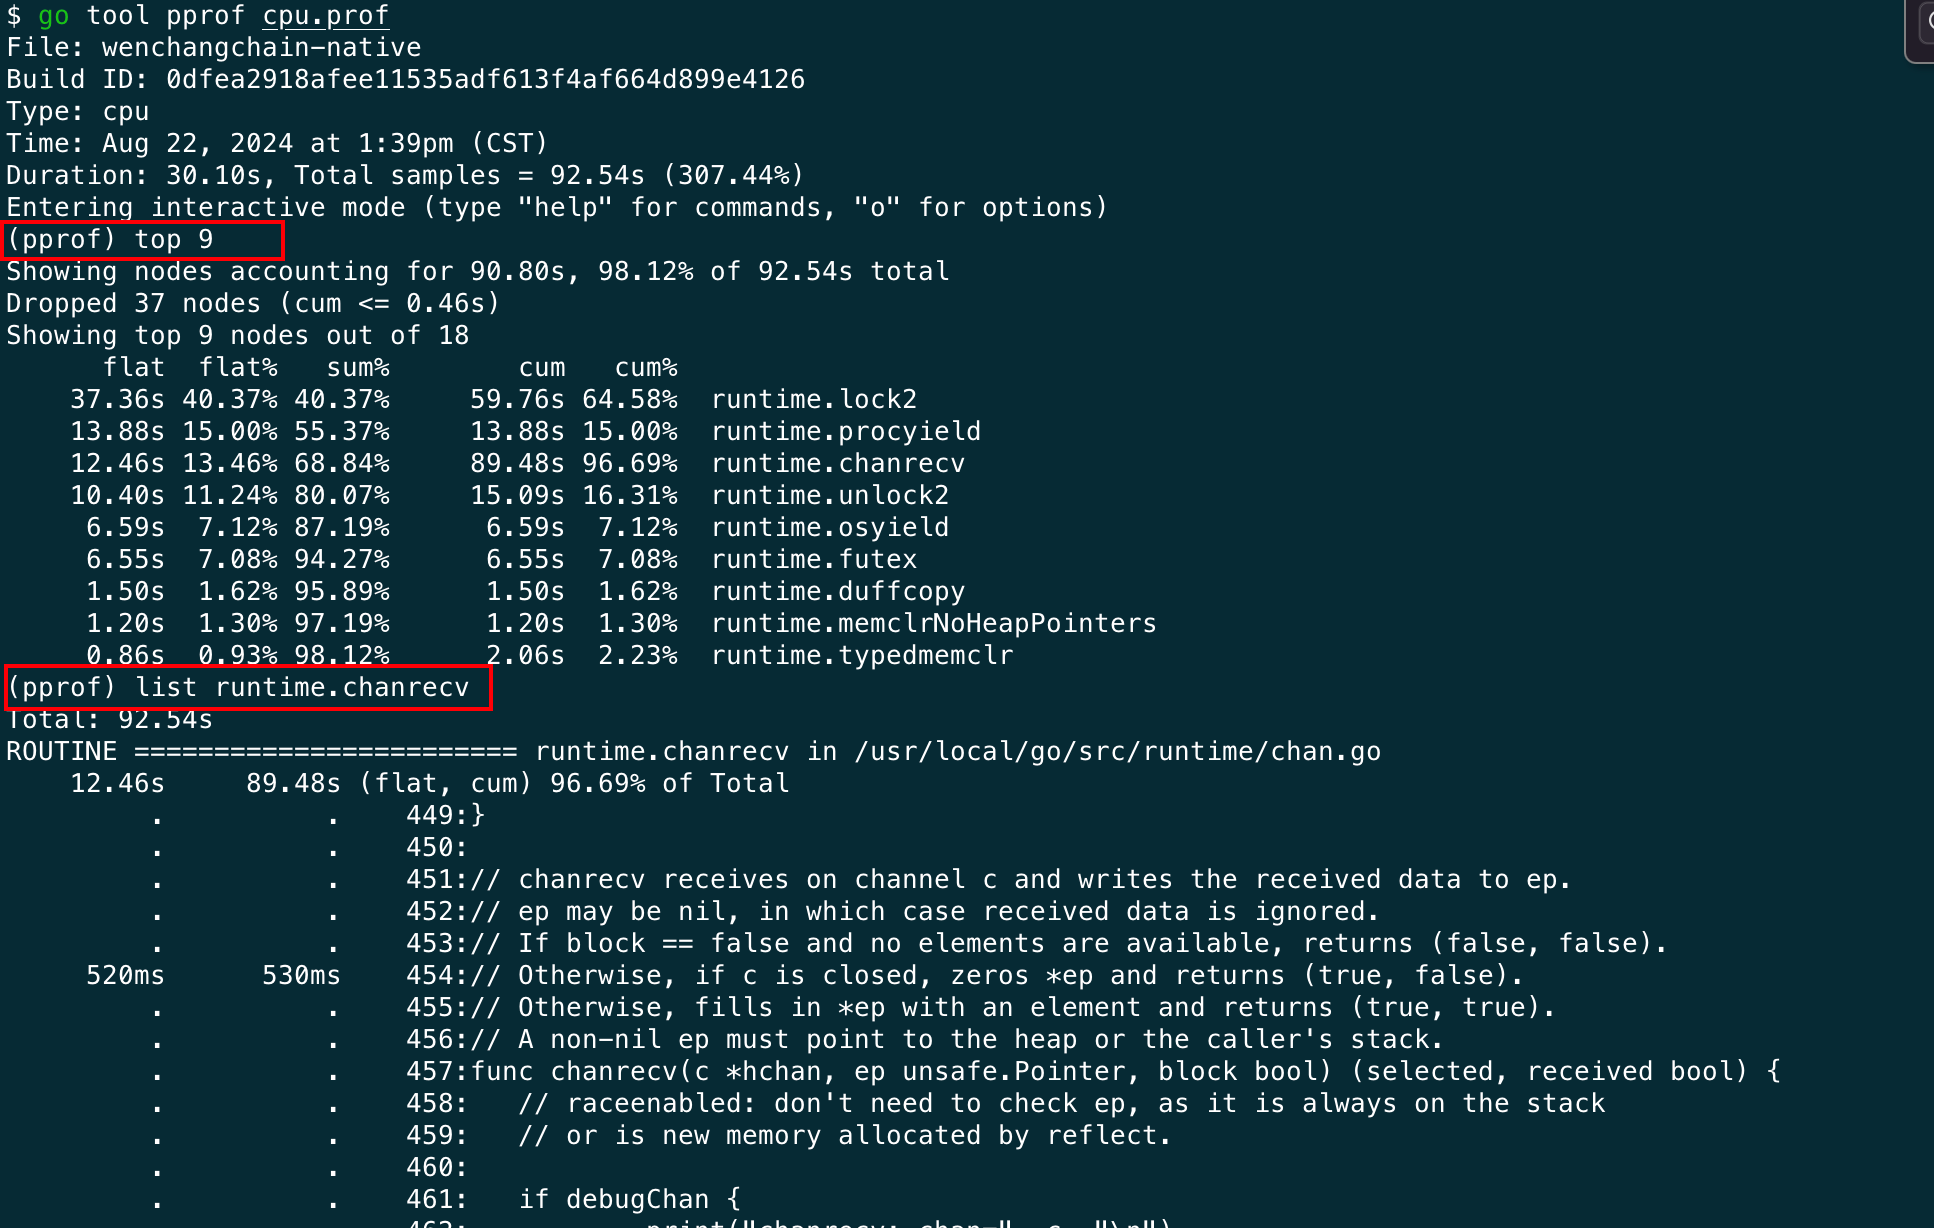 $ go tool pprof cpu.prof
File: wenchangchain-native
Build ID: 0dfea2918afee11535adf613f4af664d899e4126
Type: cpu
Time: Aug 22, 2024 at 1:39pm (CST)
Duration: 30.10s, Total samples = 92.54s (307.44%)
Entering interactive mode (type "help" for commands, "o" for options)
(pprof) top 9
Showing nodes accounting for 90.80s, 98.12% of 92.54s total
Dropped 37 nodes (cum <= 0.46s)
Showing top 9 nodes out of 18
      flat  flat%   sum%        cum   cum%
    37.36s 40.37% 40.37%     59.76s 64.58%  runtime.lock2
    13.88s 15.00% 55.37%     13.88s 15.00%  runtime.procyield
    12.46s 13.46% 68.84%     89.48s 96.69%  runtime.chanrecv
    10.40s 11.24% 80.07%     15.09s 16.31%  runtime.unlock2
     6.59s  7.12% 87.19%      6.59s  7.12%  runtime.osyield
     6.55s  7.08% 94.27%      6.55s  7.08%  runtime.futex
     1.50s  1.62% 95.89%      1.50s  1.62%  runtime.duffcopy
     1.20s  1.30% 97.19%      1.20s  1.30%  runtime.memclrNoHeapPointers
     0.86s  0.93% 98.12%      2.06s  2.23%  runtime.typedmemclr
(pprof) list runtime.chanrecv
Total: 92.54s
ROUTINE ======================== runtime.chanrecv in /usr/local/go/src/runtime/chan.go
    12.46s     89.48s (flat, cum) 96.69% of Total
         .          .    449:}
         .          .    450:
         .          .    451:// chanrecv receives on channel c and writes the received data to ep.
         .          .    452:// ep may be nil, in which case received data is ignored.
         .          .    453:// If block == false and no elements are available, returns (false, false).
     520ms      530ms    454:// Otherwise, if c is closed, zeros *ep and returns (true, false).
         .          .    455:// Otherwise, fills in *ep with an element and returns (true, true).
         .          .    456:// A non-nil ep must point to the heap or the caller's stack.
         .          .    457:func chanrecv(c *hchan, ep unsafe.Pointer, block bool) (selected, received bool) {
         .          .    458:   // raceenabled: don't need to check ep, as it is always on the stack
         .          .    459:   // or is new memory allocated by reflect.
         .          .    460:
         .          .    461:   if debugChan {
                         462:           print("chanrecv: chan=", c, "\n")